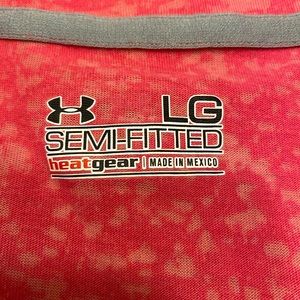 LG
SEMI-FITTED
heatgear | MADE IN MEXICO